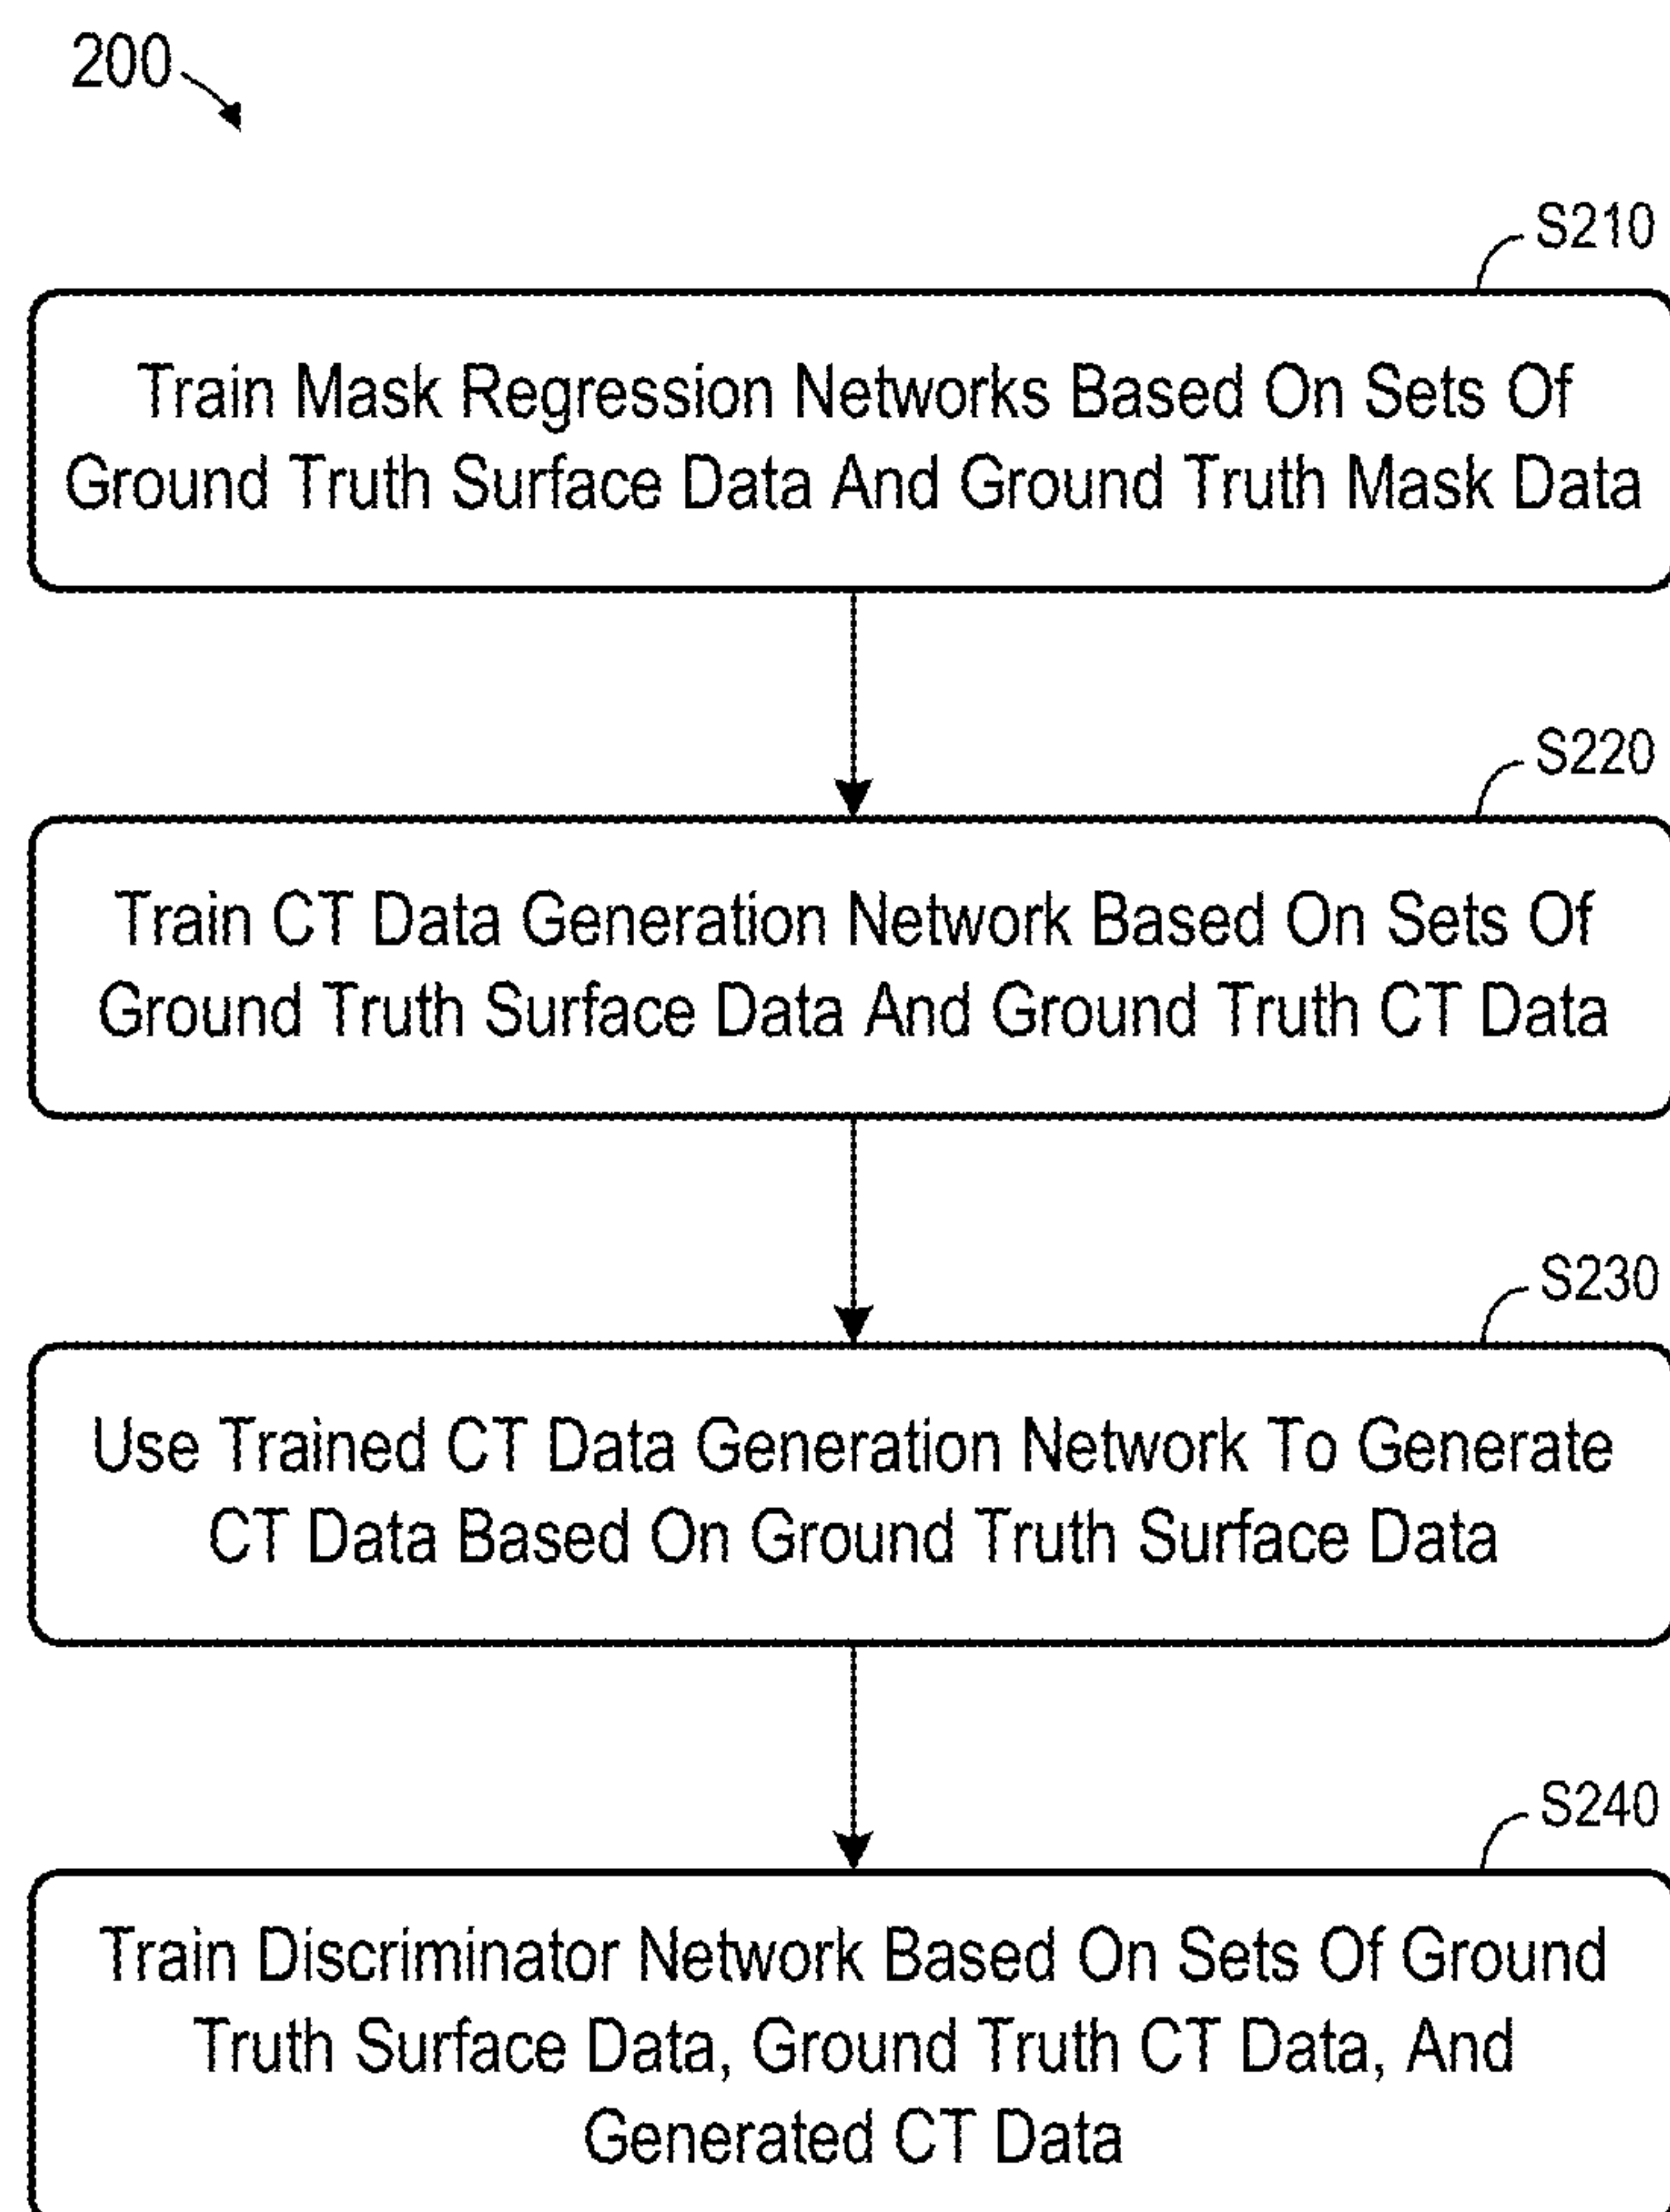 200
S210
Train Mask Regression Networks Based On Sets Of
Ground Truth Surface Data And Ground Truth Mask Data
S220
Train CT Data Generation Network Based On Sets Of
Ground Truth Surface Data And Ground Truth CT Data
S230
Use Trained CT Data Generation Network To Generate
CT Data Based On Ground Truth Surface Data
S240
Train Discriminator Network Based On Sets Of Ground
Truth Surface Data, Ground Truth CT Data, And
Generated CT Data